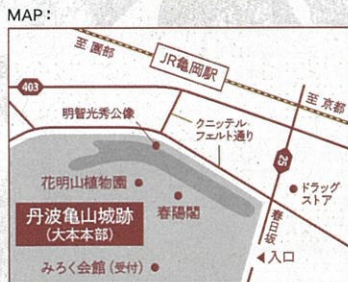 MAP:
至 園部
JR亀岡駅
至 京都
403
明智光秀公像
クニッテル
フェルト通り
25
花明山植物園
春陽閣
ドラッグ
ストア
春日坂
丹波亀山城跡
(大本本部)
入口
みろく会館(受付)